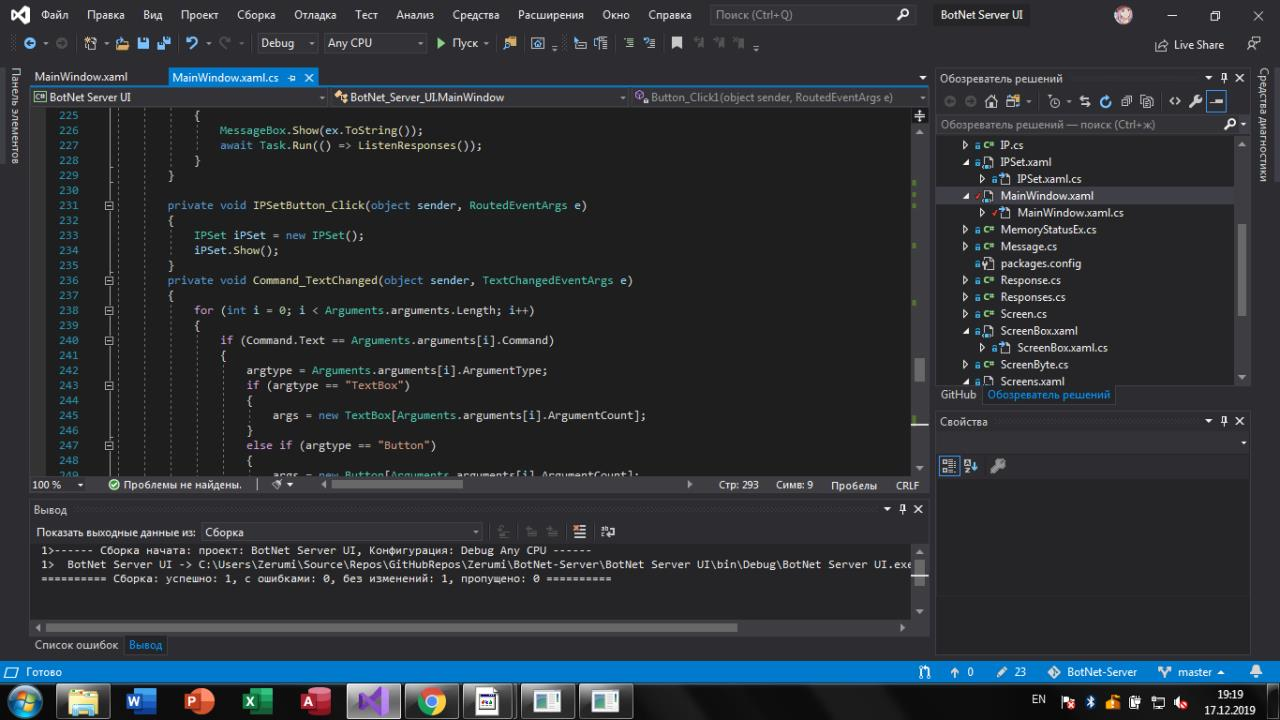 Файл Правка Вид Проект Сборка Отладка Тест Анализ Средства Расширения Окно Справка Поиск (Ctrl+Q) BotNet Server UI
Debug Any CPU Пуск Live Share
Панель элементов
MainWindow.xaml MainWindow.xaml.cs
BotNet Server UI BotNet_Server_UI.MainWindow Button_Click1(object sender, RoutedEventArgs e)
225 {
226 MessageBox.Show(ex.ToString());
227 await Task.Run(() => ListenResponses());
228 }
229 }
230
231 private void IPSetButton_Click(object sender, RoutedEventArgs e)
232 {
233 IPSet iPSet = new IPSet();
234 iPSet.Show();
235 }
236 private void Command_TextChanged(object sender, TextChangedEventArgs e)
237 {
238 for (int i = 0; i < Arguments.arguments.Length; i++)
239 {
240 if (Command.Text == Arguments.arguments[i].Command)
241 {
242 argtype = Arguments.arguments[i].ArgumentType;
243 if (argtype == "TextBox")
244 {
245 args = new TextBox[Arguments.arguments[i].ArgumentCount];
246 }
247 else if (argtype == "Button")
248 {
249 args = new Button[Arguments.arguments[i].ArgumentCount];
100 % Проблемы не найдены. Стр: 293 Симв: 9 Пробелы CRLF
Вывод
Показать выходные данные из: Сборка
1>------ Сборка начата: проект: BotNet Server UI, Конфигурация: Debug Any CPU ------
1> BotNet Server UI -> C:\Users\Zerumi\Source\Repos\GitHubRepos\Zerumi\BotNet-Server\BotNet Server UI\bin\Debug\BotNet Server UI.exe
========== Сборка: успешно: 1, с ошибками: 0, без изменений: 1, пропущено: 0 ==========
Список ошибок Вывод
Обозреватель решений
Обозреватель решений — поиск (Ctrl+ж)
IP.cs
IPSet.xaml
IPSet.xaml.cs
MainWindow.xaml
MainWindow.xaml.cs
MemoryStatusEx.cs
Message.cs
packages.config
Response.cs
Responses.cs
Screen.cs
ScreenBox.xaml
ScreenBox.xaml.cs
ScreenByte.cs
Screens.xaml
GitHub Обозреватель решений
Свойства
Средства диагностики
Готово 0 23 BotNet-Server master
EN 19:19
17.12.2019